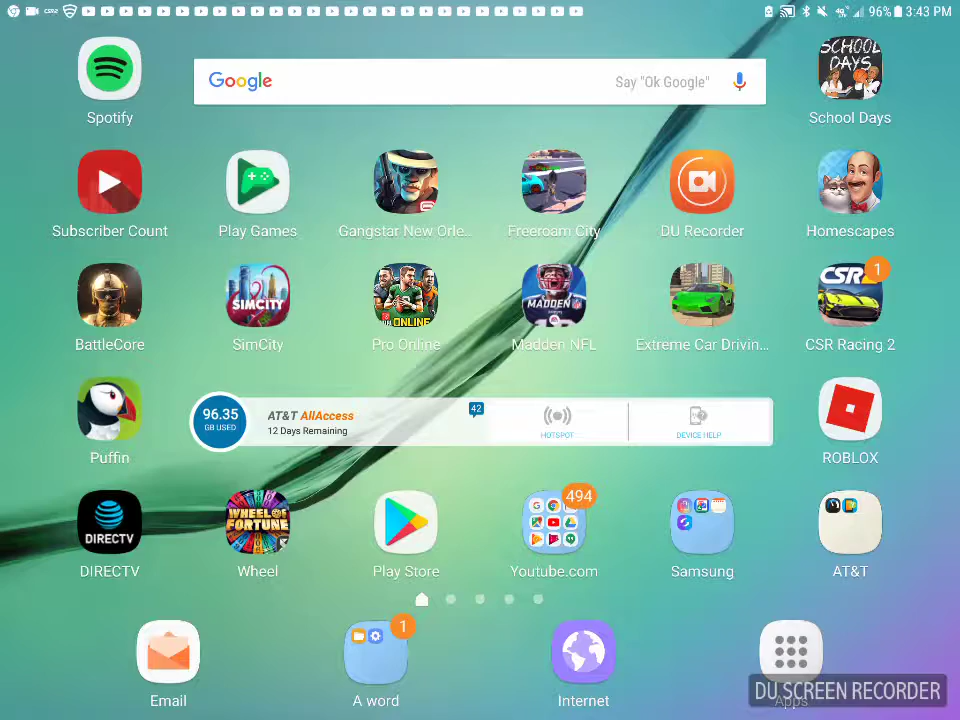 CSR2 96% 3:43 PM
Google Say "Ok Google"
SCHOOL DAYS
Spotify School Days
Subscriber Count Play Games Gangstar New Orle.. Freeroam City DU Recorder Homescapes
SIMCITY ONLINE MADDEN NFL CSR 1
BattleCore SimCity Pro Online Madden NFL Extreme Car Drivin... CSR Racing 2
96.35 GB USED
AT&T AllAccess
12 Days Remaining
42
HOTSPOT DEVICE HELP
Puffin ROBLOX
DIRECTV WHEEL OF FORTUNE 494
DIRECTV Wheel Play Store Youtube.com Samsung AT&T
1
Email A word Internet Apps
DU SCREEN RECORDER